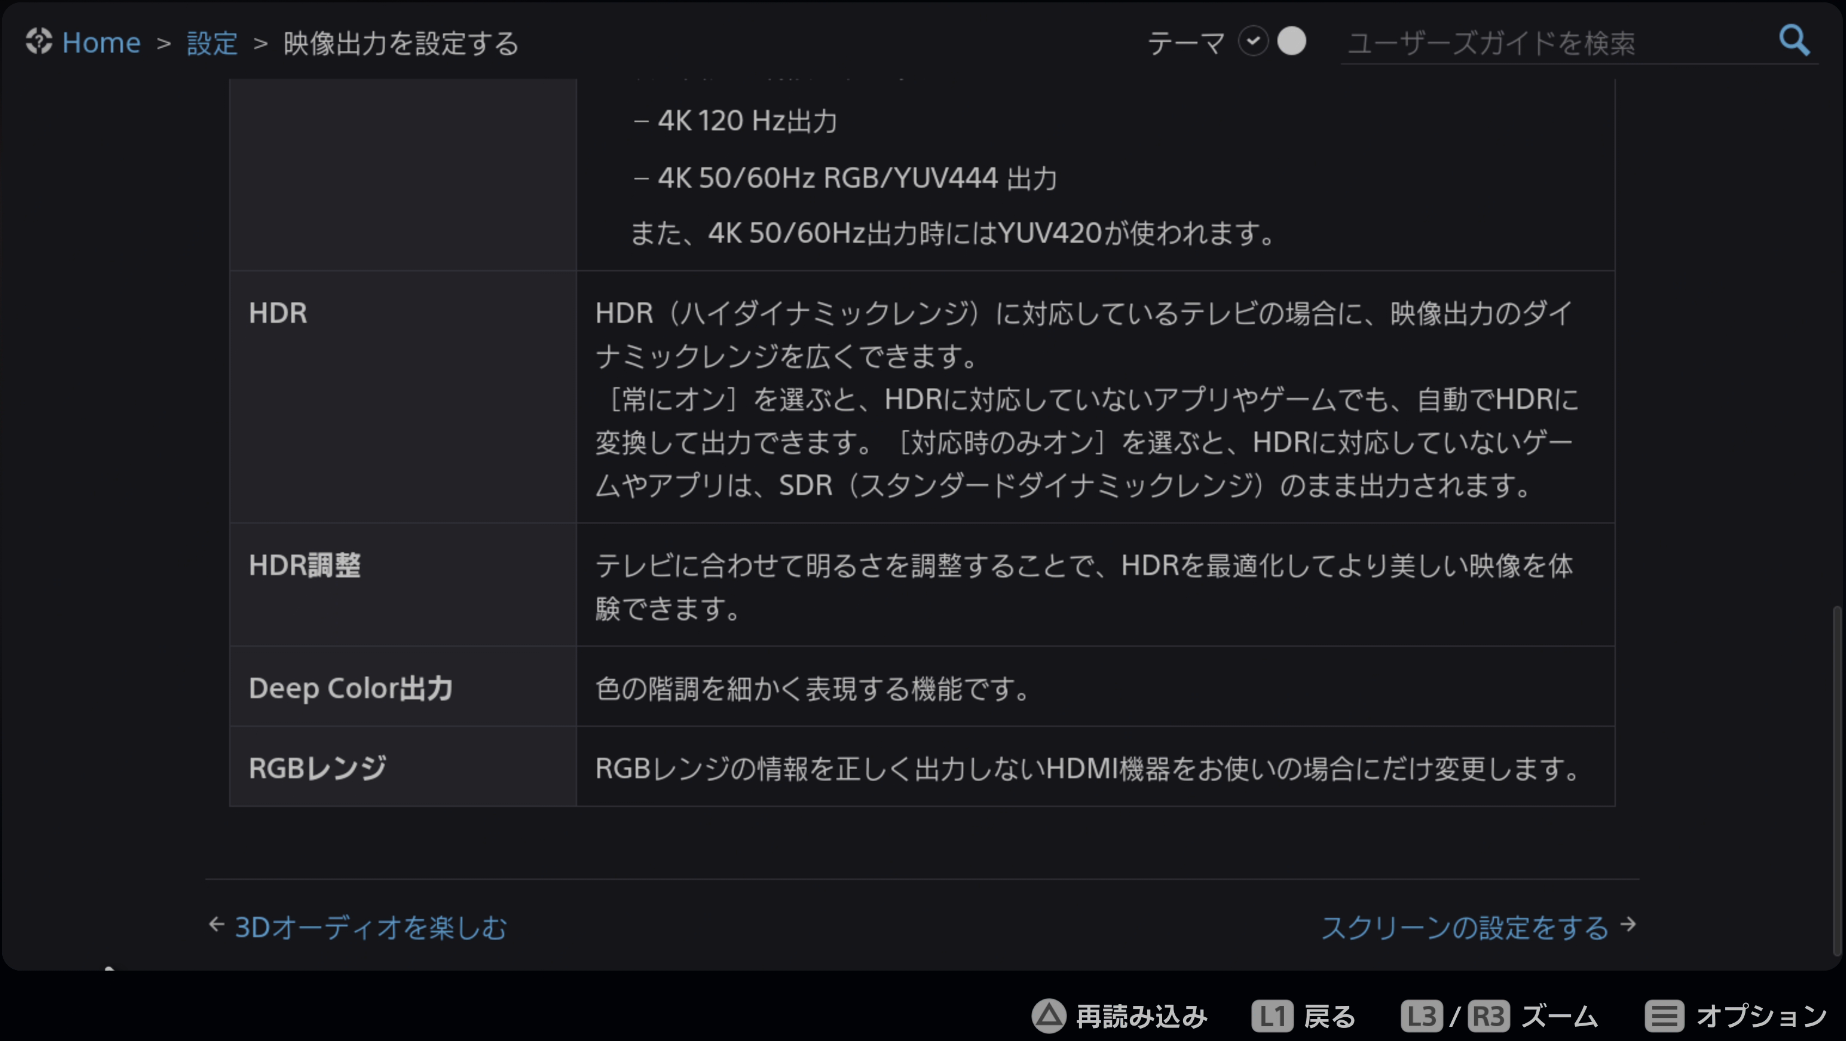 Home > 設定 > 映像出力を設定する
テーマ
ユーザーズガイドを検索
– 4K 120 Hz出力
– 4K 50/60Hz RGB/YUV444 出力
また、4K 50/60Hz出力時にはYUV420が使われます。
HDR
HDR（ハイダイナミックレンジ）に対応しているテレビの場合に、映像出力のダイ
ナミックレンジを広くできます。
［常にオン］を選ぶと、HDRに対応していないアプリやゲームでも、自動でHDRに
変換して出力できます。［対応時のみオン］を選ぶと、HDRに対応していないゲー
ムやアプリは、SDR（スタンダードダイナミックレンジ）のまま出力されます。
HDR調整
テレビに合わせて明るさを調整することで、HDRを最適化してより美しい映像を体
験できます。
Deep Color出力
色の階調を細かく表現する機能です。
RGBレンジ
RGBレンジの情報を正しく出力しないHDMI機器をお使いの場合にだけ変更します。
← 3Dオーディオを楽しむ
スクリーンの設定をする →
再読み込み L1 戻る L3 / R3 ズーム オプション